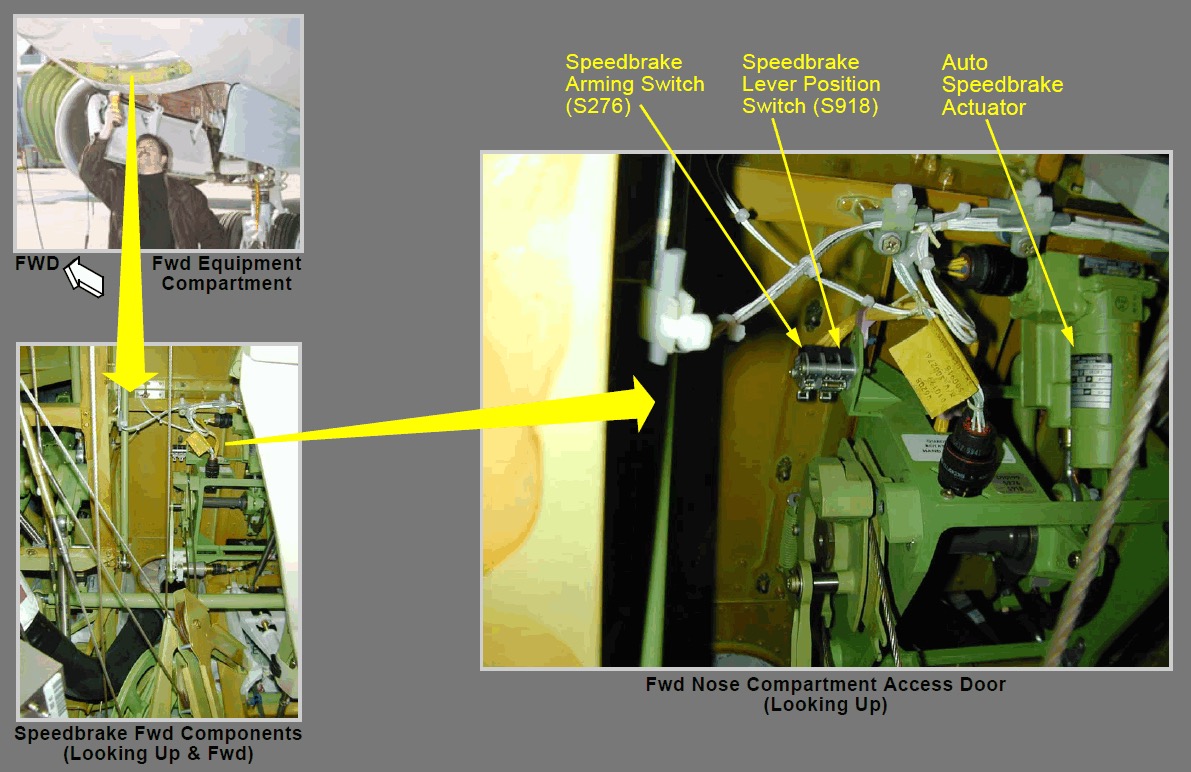 Speedbrake
Arming Switch
(S276)
Speedbrake
Lever Position
Switch (S918)
Auto
Speedbrake
Actuator
FWD
Fwd Equipment
Compartment
Speedbrake Fwd Components
(Looking Up & Fwd)
Fwd Nose Compartment Access Door
(Looking Up)